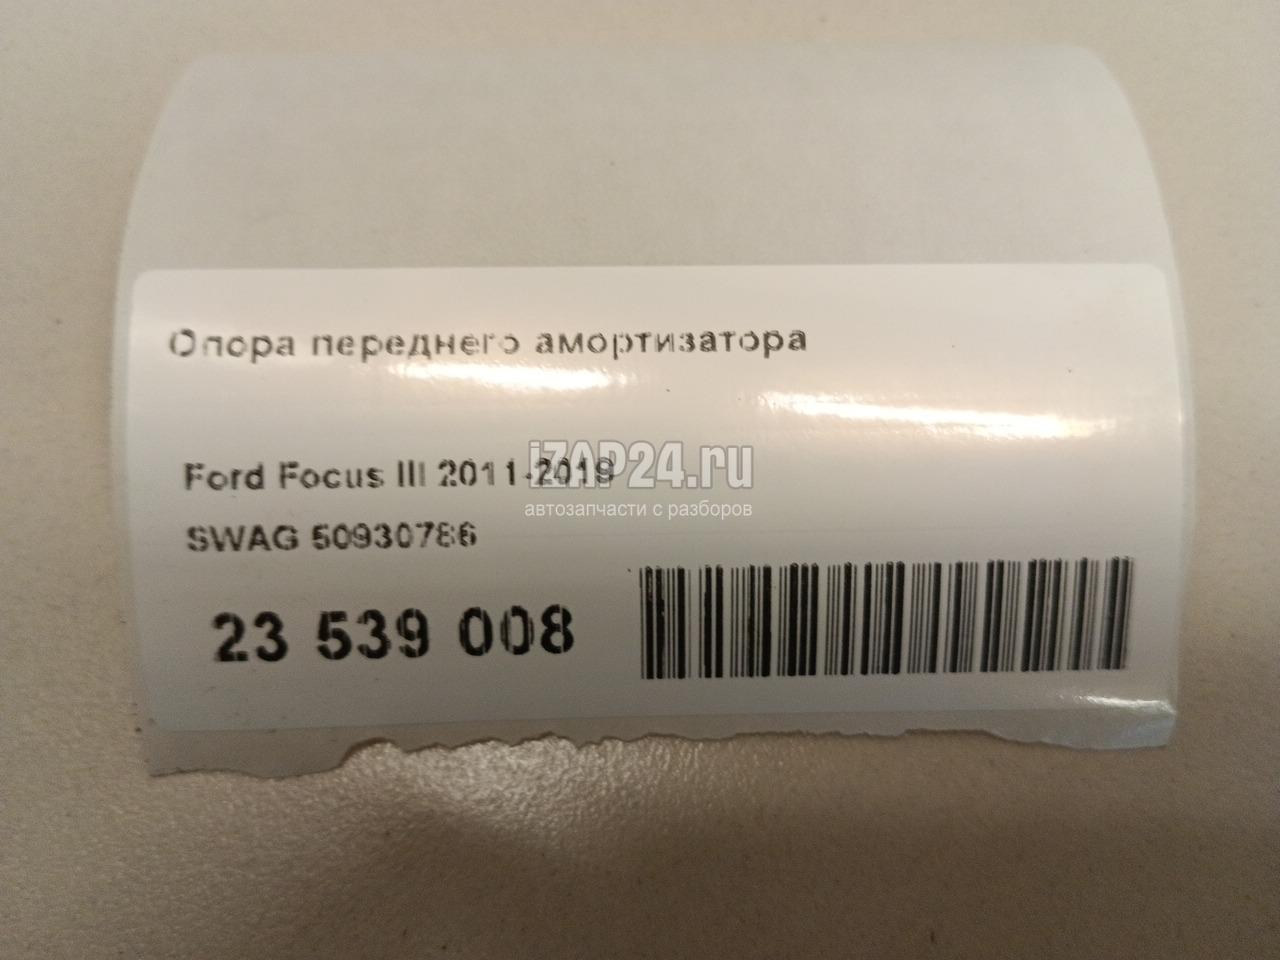 Опора переднего амортизатора
Ford Focus III 2011-2019
iZAP24.ru
автозапчасти с разборов
SWAG 50930786
23 539 008